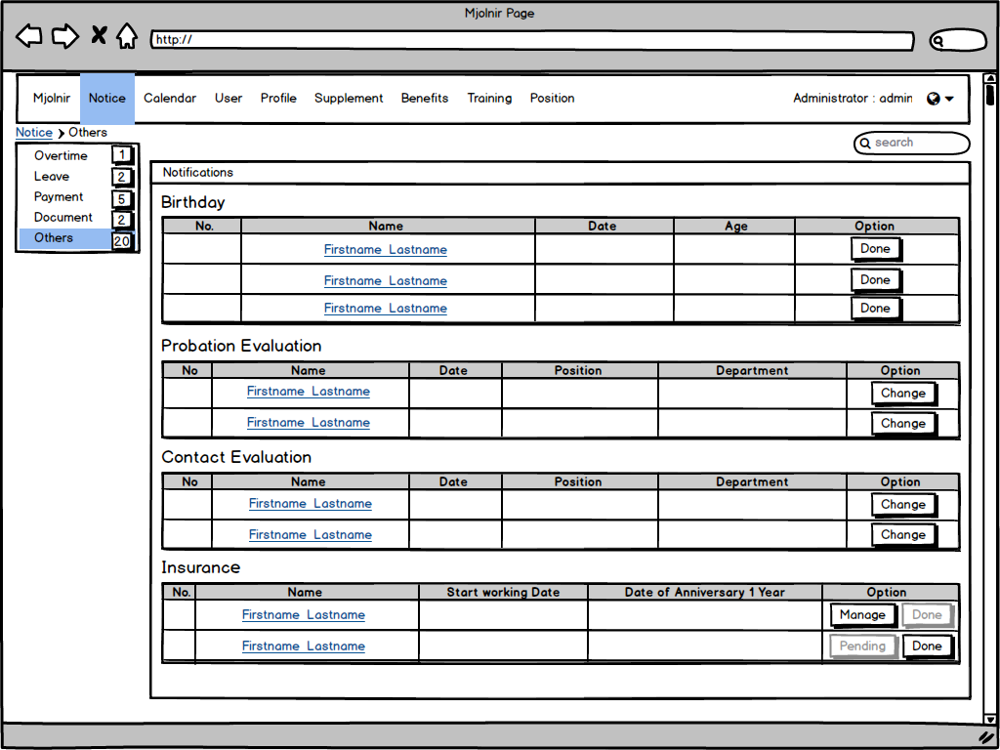 Mjolnir Page
http://
Mjolnir Notice Calendar User Profile Supplement Benefits Training Position Administrator : admin
Notice Others
search
Overtime 1
Leave 2
Payment 5
Document 2
Others 20
Notifications
Birthday
No. Name Date Age Option
Firstname Lastname Done
Firstname Lastname Done
Firstname Lastname Done
Probation Evaluation
No Name Date Position Department Option
Firstname Lastname Change
Firstname Lastname Change
Contact Evaluation
No Name Date Position Department Option
Firstname Lastname Change
Firstname Lastname Change
Insurance
No. Name Start working Date Date of Anniversary 1 Year Option
Firstname Lastname Manage Done
Firstname Lastname Pending Done